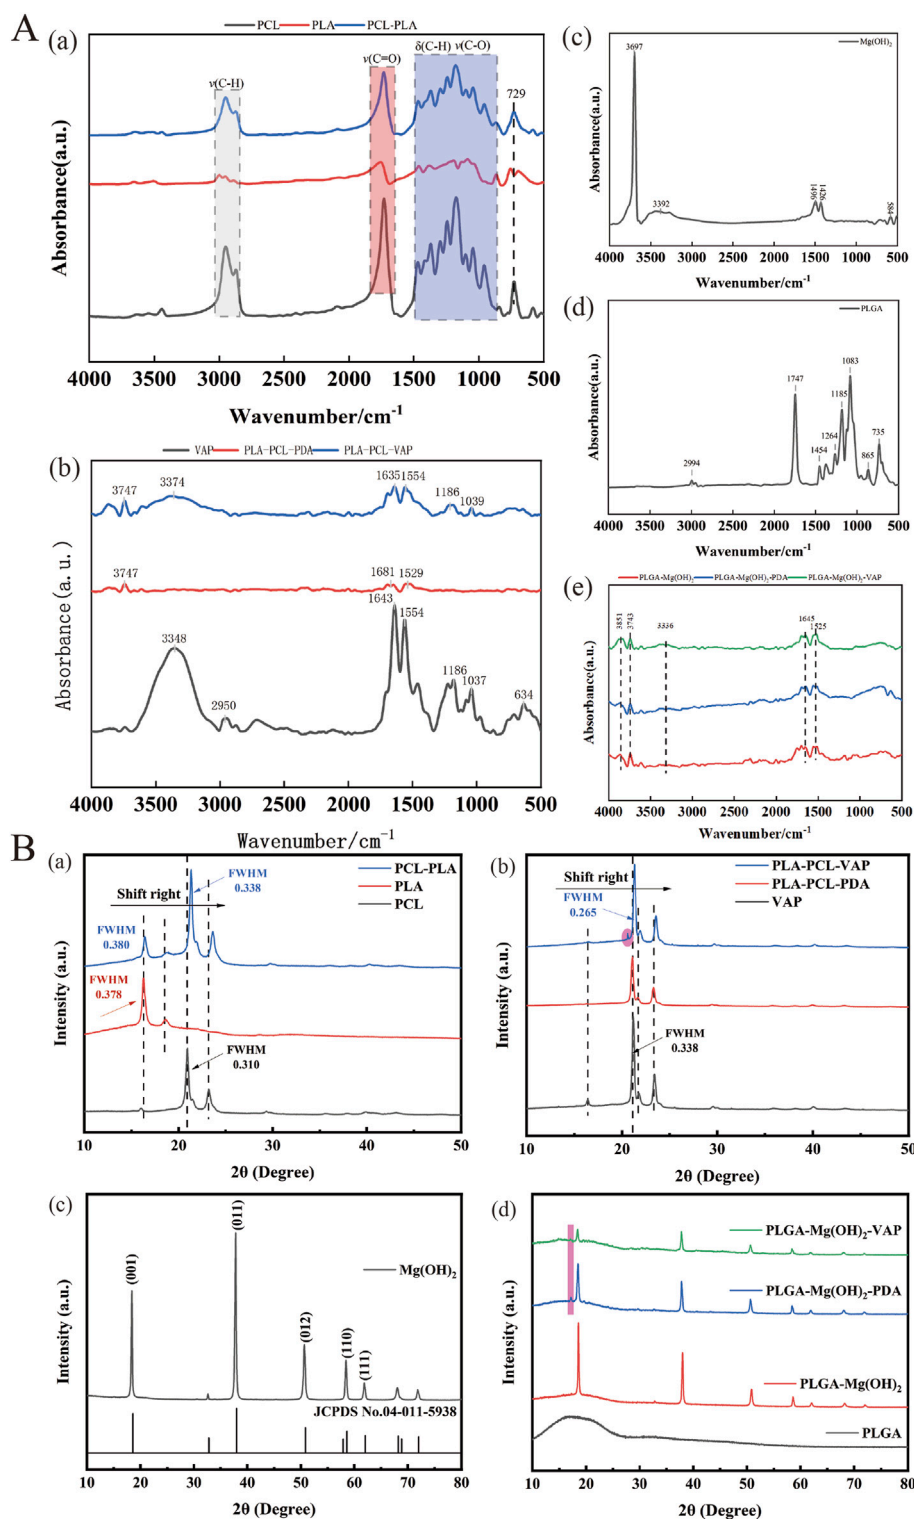 A
(a)
PCL PLA PCL-PLA
ν(C-H)
ν(C=O)
δ(C-H) ν(C-O)
729
Absorbance(a.u.)
4000 3500 3000 2500 2000 1500 1000 500
Wavenumber/cm-1
(c)
Mg(OH)2
3697
3392
1496
1426
584
Absorbance(a.u.)
4000 3500 3000 2500 2000 1500 1000 500
Wavenumber/cm-1
(d)
PLGA
2994
1747
1454
1264
1185
1083
865
735
Absorbance(a.u.)
4000 3500 3000 2500 2000 1500 1000 500
Wavenumber/cm-1
(b)
VAP PLA-PCL-PDA PLA-PCL-VAP
3747
3374
1635
1554
1186
1039
3747
1681
1529
3348
2950
1643
1554
1186
1037
634
Absorbance(a.u.)
4000 3500 3000 2500 2000 1500 1000 500
Wavenumber/cm-1
(e)
PLGA-Mg(OH)2 PLGA-Mg(OH)2-PDA PLGA-Mg(OH)2-VAP
3851
3743
3336
1645
1525
Absorbance(a.u.)
4000 3500 3000 2500 2000 1500 1000 500
Wavenumber/cm-1
B
(a)
PCL-PLA
PLA
PCL
Shift right
FWHM
0.338
FWHM
0.380
FWHM
0.378
FWHM
0.310
Intensity (a.u.)
10 20 30 40 50
2θ (Degree)
(b)
PLA-PCL-VAP
PLA-PCL-PDA
VAP
Shift right
FWHM
0.265
FWHM
0.338
Intensity (a.u.)
10 20 30 40 50
2θ (Degree)
(c)
Mg(OH)2
(001)
(011)
(012)
(110)
(111)
JCPDS No.04-011-5938
Intensity (a.u.)
10 20 30 40 50 60 70 80
2θ (Degree)
(d)
PLGA-Mg(OH)2-VAP
PLGA-Mg(OH)2-PDA
PLGA-Mg(OH)2
PLGA
Intensity (a.u.)
10 20 30 40 50 60 70 80
2θ (Degree)